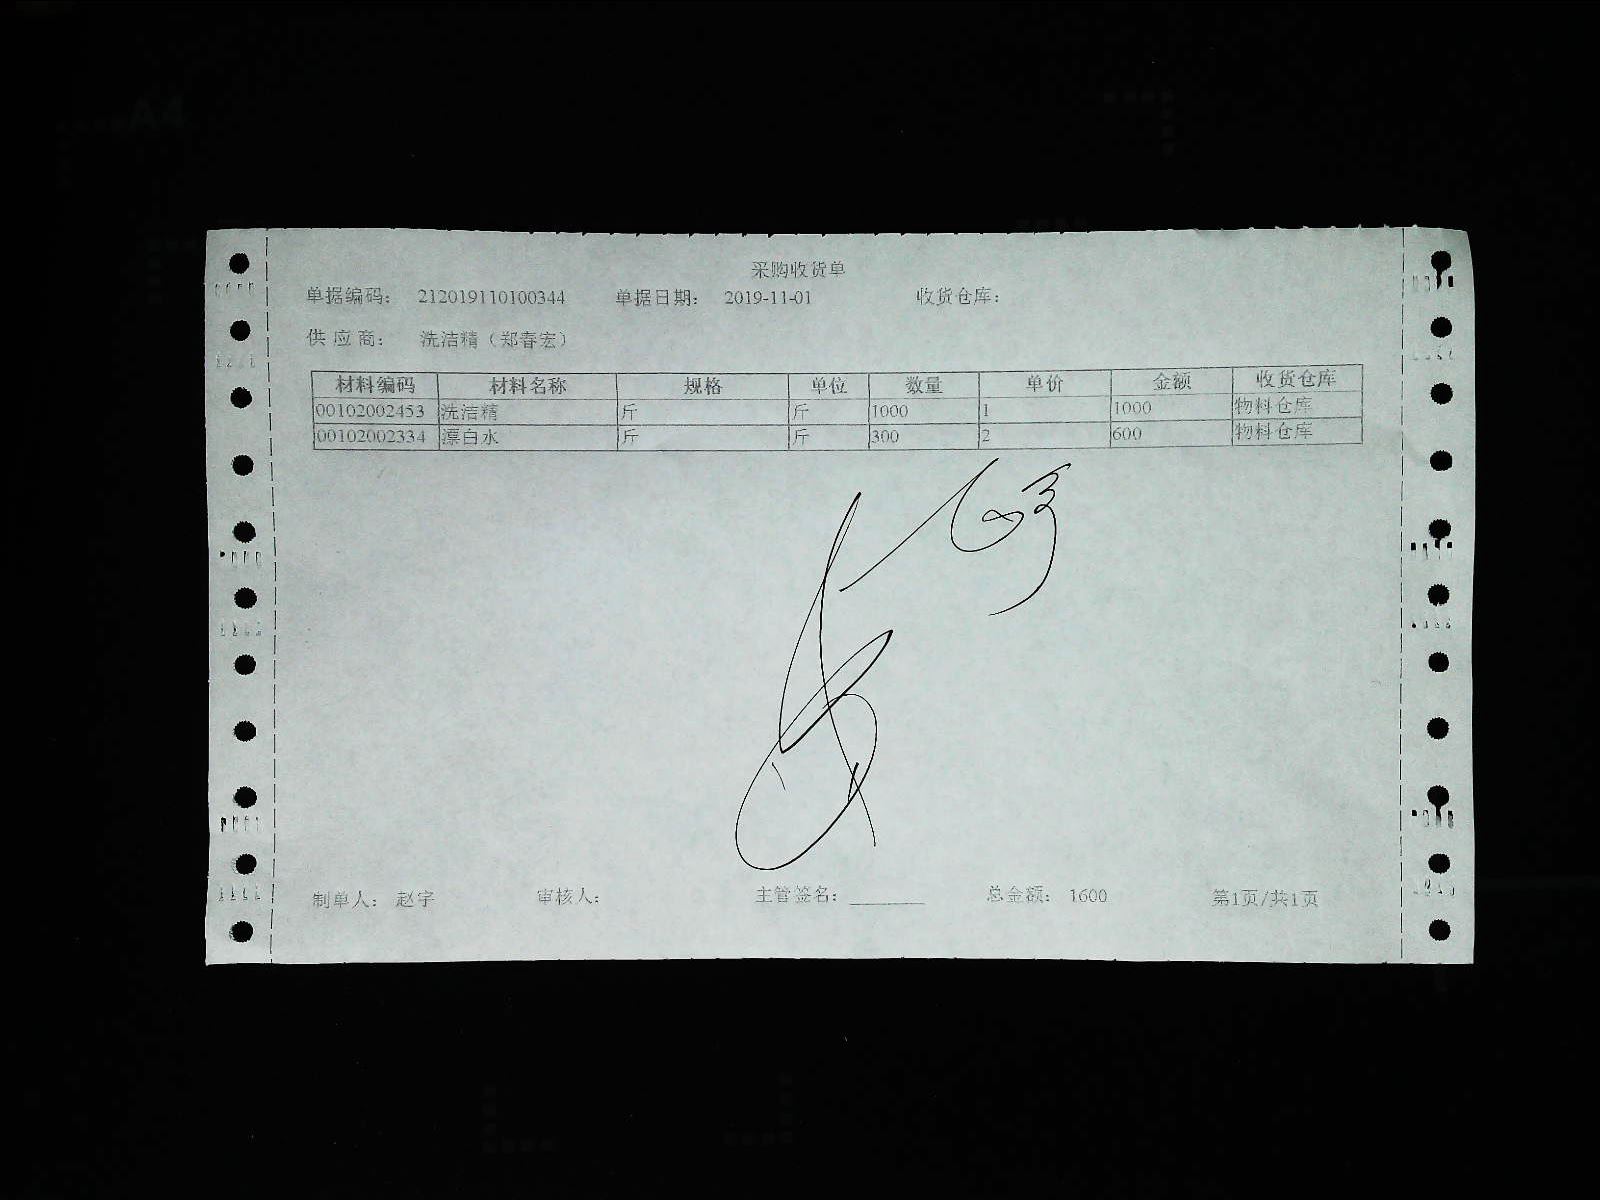 采购收货单
单据编码： 212019110100344 单据日期： 2019-11-01 收货仓库：
供应商： 洗洁精（郑春宏）
材料编码 材料名称 规格 单位 数量 单价 金额 收货仓库
00102002453 洗洁精 斤 斤 1000 1 1000 物料仓库
00102002334 漂白水 斤 斤 300 2 600 物料仓库
制单人： 赵宇 审核人： 主管签名： 总金额： 1600 第1页/共1页